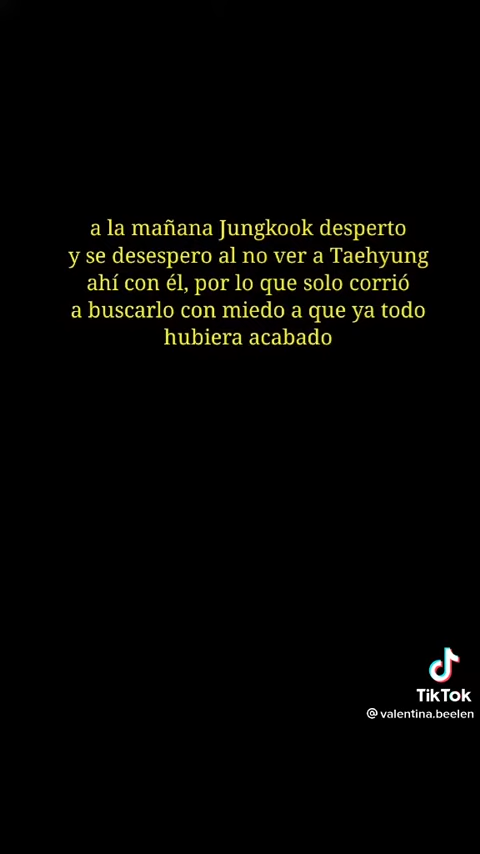 a la mañana Jungkook desperto
y se desespero al no ver a Taehyung
ahí con él, por lo que solo corrió
a buscarlo con miedo a que ya todo
hubiera acabado
TikTok
@valentina.beelen